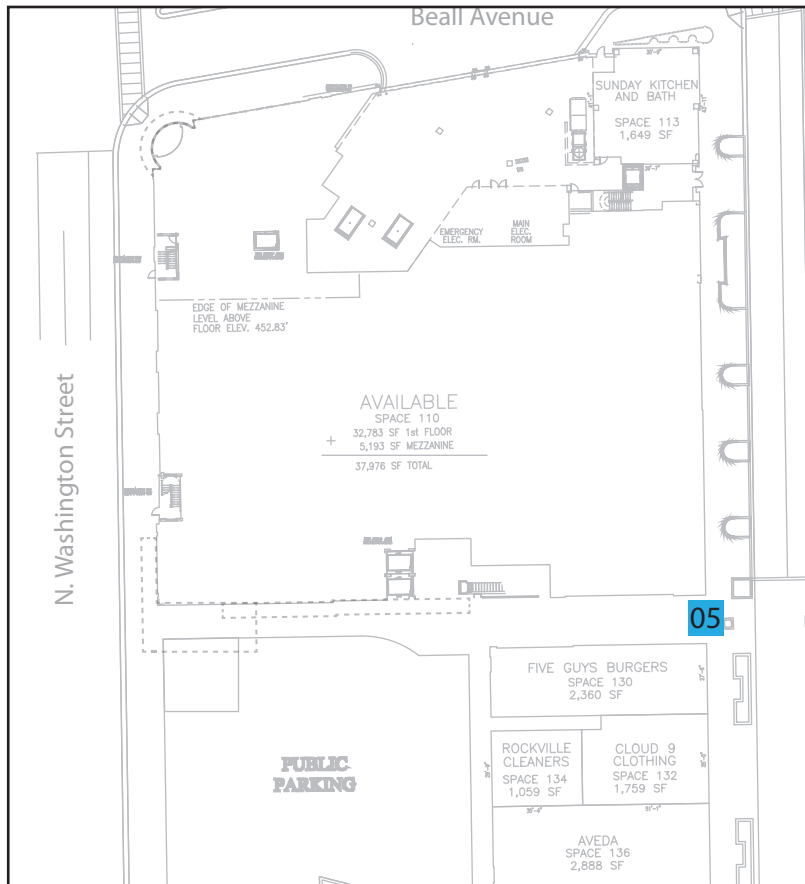 Beall Avenue
SUNDAY KITCHEN
AND BATH
SPACE 113
1,649 SF
EMERGENCY
ELEC. RM.
MAIN
ELEC.
ROOM
EDGE OF MEZZANINE
LEVEL ABOVE
FLOOR ELEV. 452.83'
N. Washington Street
AVAILABLE
SPACE 110
32,783 SF 1st FLOOR
+ 5,193 SF MEZZANINE
37,976 SF TOTAL
05
FIVE GUYS BURGERS
SPACE 130
2,360 SF
ROCKVILLE
CLEANERS
SPACE 134
1,059 SF
CLOUD 9
CLOTHING
SPACE 132
1,759 SF
PUBLIC
PARKING
AVEDA
SPACE 136
2,888 SF